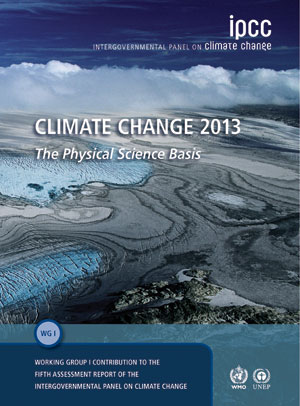 ipcc
INTERGOVERNMENTAL PANEL ON climate change
CLIMATE CHANGE 2013
The Physical Science Basis
WG I
WORKING GROUP I CONTRIBUTION TO THE
FIFTH ASSESSMENT REPORT OF THE
INTERGOVERNMENTAL PANEL ON CLIMATE CHANGE
WMO UNEP